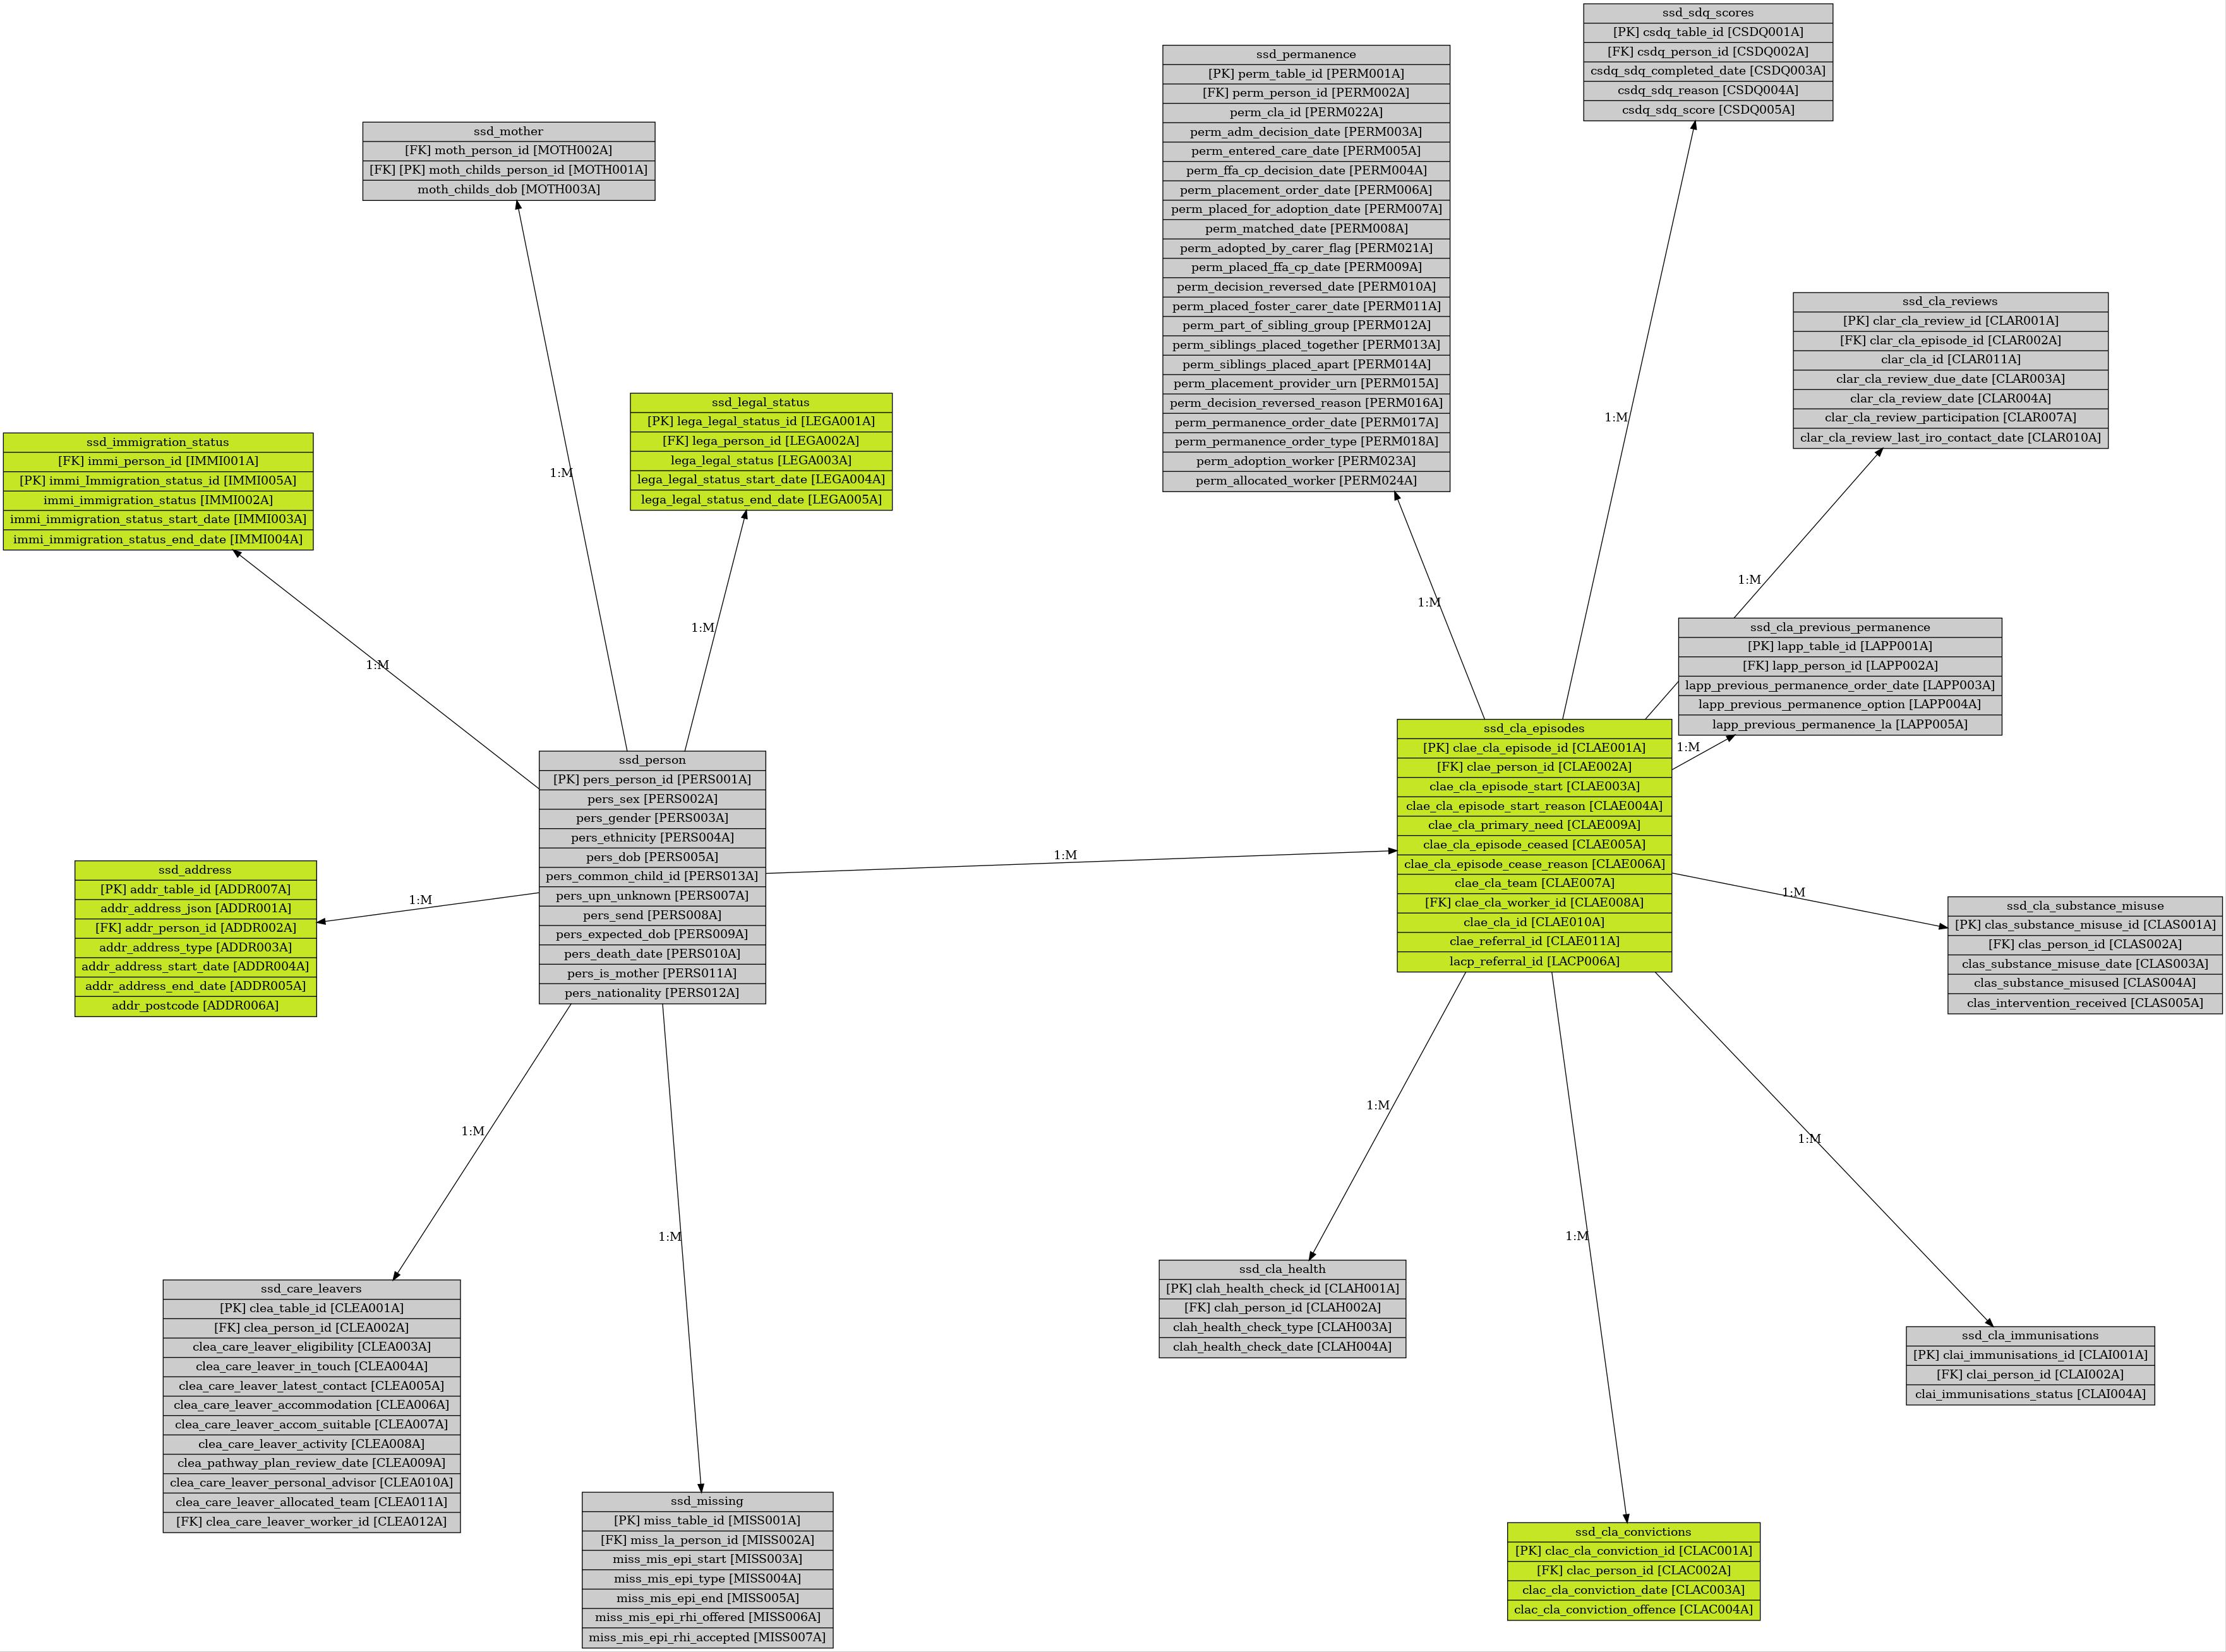 ssd_sdq_scores
[PK] csdq_table_id [CSDQ001A]
[FK] csdq_person_id [CSDQ002A]
csdq_sdq_completed_date [CSDQ003A]
csdq_sdq_reason [CSDQ004A]
csdq_sdq_score [CSDQ005A]
ssd_permanence
[PK] perm_table_id [PERM001A]
[FK] perm_person_id [PERM002A]
perm_cla_id [PERM022A]
perm_adm_decision_date [PERM003A]
perm_entered_care_date [PERM005A]
perm_ffa_cp_decision_date [PERM004A]
perm_placement_order_date [PERM006A]
perm_placed_for_adoption_date [PERM007A]
perm_matched_date [PERM008A]
perm_adopted_by_carer_flag [PERM021A]
perm_placed_ffa_cp_date [PERM009A]
perm_decision_reversed_date [PERM010A]
perm_placed_foster_carer_date [PERM011A]
perm_part_of_sibling_group [PERM012A]
perm_siblings_placed_together [PERM013A]
perm_siblings_placed_apart [PERM014A]
perm_placement_provider_urn [PERM015A]
perm_decision_reversed_reason [PERM016A]
perm_permanence_order_date [PERM017A]
perm_permanence_order_type [PERM018A]
perm_adoption_worker [PERM023A]
perm_allocated_worker [PERM024A]
ssd_mother
[FK] moth_person_id [MOTH002A]
[FK] [PK] moth_childs_person_id [MOTH001A]
moth_childs_dob [MOTH003A]
ssd_cla_reviews
[PK] clar_cla_review_id [CLAR001A]
[FK] clar_cla_episode_id [CLAR002A]
clar_cla_id [CLAR011A]
clar_cla_review_due_date [CLAR003A]
clar_cla_review_date [CLAR004A]
clar_cla_review_participation [CLAR007A]
clar_cla_review_last_iro_contact_date [CLAR010A]
ssd_legal_status
[PK] lega_legal_status_id [LEGA001A]
[FK] lega_person_id [LEGA002A]
lega_legal_status [LEGA003A]
lega_legal_status_start_date [LEGA004A]
lega_legal_status_end_date [LEGA005A]
ssd_immigration_status
[FK] immi_person_id [IMMI001A]
[PK] immi_Immigration_status_id [IMMI005A]
immi_immigration_status [IMMI002A]
immi_immigration_status_start_date [IMMI003A]
immi_immigration_status_end_date [IMMI004A]
1:M
1:M
1:M
1:M
1:M
1:M
ssd_cla_previous_permanence
[PK] lapp_table_id [LAPP001A]
[FK] lapp_person_id [LAPP002A]
lapp_previous_permanence_order_date [LAPP003A]
lapp_previous_permanence_option [LAPP004A]
lapp_previous_permanence_la [LAPP005A]
1:M
ssd_person
[PK] pers_person_id [PERS001A]
pers_sex [PERS002A]
pers_gender [PERS003A]
pers_ethnicity [PERS004A]
pers_dob [PERS005A]
pers_common_child_id [PERS013A]
pers_upn_unknown [PERS007A]
pers_send [PERS008A]
pers_expected_dob [PERS009A]
pers_death_date [PERS010A]
pers_is_mother [PERS011A]
pers_nationality [PERS012A]
1:M
ssd_cla_episodes
[PK] clae_cla_episode_id [CLAE001A]
[FK] clae_person_id [CLAE002A]
clae_cla_episode_start [CLAE003A]
clae_cla_episode_start_reason [CLAE004A]
clae_cla_primary_need [CLAE009A]
clae_cla_episode_ceased [CLAE005A]
clae_cla_episode_cease_reason [CLAE006A]
clae_cla_team [CLAE007A]
[FK] clae_cla_worker_id [CLAE008A]
clae_cla_id [CLAE010A]
clae_referral_id [CLAE011A]
lacp_referral_id [LACP006A]
ssd_address
[PK] addr_table_id [ADDR007A]
addr_address_json [ADDR001A]
[FK] addr_person_id [ADDR002A]
addr_address_type [ADDR003A]
addr_address_start_date [ADDR004A]
addr_address_end_date [ADDR005A]
addr_postcode [ADDR006A]
1:M
1:M
ssd_cla_substance_misuse
[PK] clas_substance_misuse_id [CLAS001A]
[FK] clas_person_id [CLAS002A]
clas_substance_misuse_date [CLAS003A]
clas_substance_misused [CLAS004A]
clas_intervention_received [CLAS005A]
1:M
1:M
1:M
1:M
1:M
ssd_cla_health
[PK] clah_health_check_id [CLAH001A]
[FK] clah_person_id [CLAH002A]
clah_health_check_type [CLAH003A]
clah_health_check_date [CLAH004A]
ssd_care_leavers
[PK] clea_table_id [CLEA001A]
[FK] clea_person_id [CLEA002A]
clea_care_leaver_eligibility [CLEA003A]
clea_care_leaver_in_touch [CLEA004A]
clea_care_leaver_latest_contact [CLEA005A]
clea_care_leaver_accommodation [CLEA006A]
clea_care_leaver_accom_suitable [CLEA007A]
clea_care_leaver_activity [CLEA008A]
clea_pathway_plan_review_date [CLEA009A]
clea_care_leaver_personal_advisor [CLEA010A]
clea_care_leaver_allocated_team [CLEA011A]
[FK] clea_care_leaver_worker_id [CLEA012A]
ssd_cla_immunisations
[PK] clai_immunisations_id [CLAI001A]
[FK] clai_person_id [CLAI002A]
clai_immunisations_status [CLAI004A]
ssd_missing
[PK] miss_table_id [MISS001A]
[FK] miss_la_person_id [MISS002A]
miss_mis_epi_start [MISS003A]
miss_mis_epi_type [MISS004A]
miss_mis_epi_end [MISS005A]
miss_mis_epi_rhi_offered [MISS006A]
miss_mis_epi_rhi_accepted [MISS007A]
ssd_cla_convictions
[PK] clac_cla_conviction_id [CLAC001A]
[FK] clac_person_id [CLAC002A]
clac_cla_conviction_date [CLAC003A]
clac_cla_conviction_offence [CLAC004A]